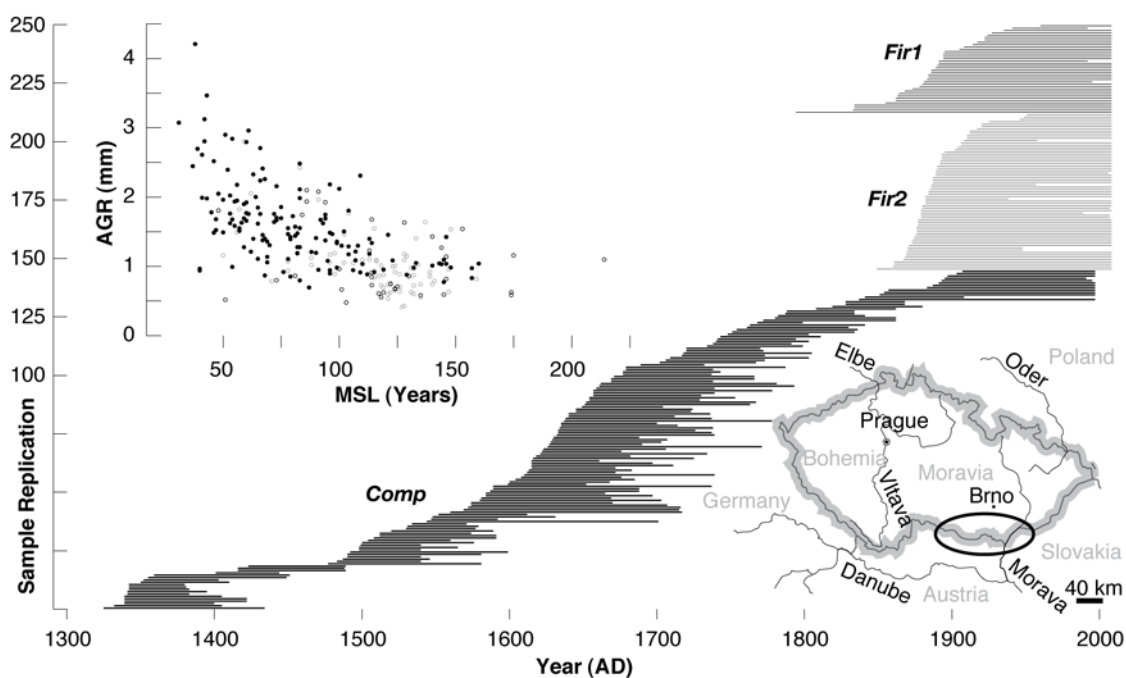 250
225
200
175
150
125
100
Sample Replication
4
3
2
1
0
AGR (mm)
50
100
150
200
MSL (Years)
Fir1
Fir2
Comp
Elbe
Oder
Poland
Prague
Bohemia
Moravia
Vltava
Brno
Germany
Slovakia
Danube
Morava
Austria
40 km
1300
1400
1500
1600
1700
1800
1900
2000
Year (AD)